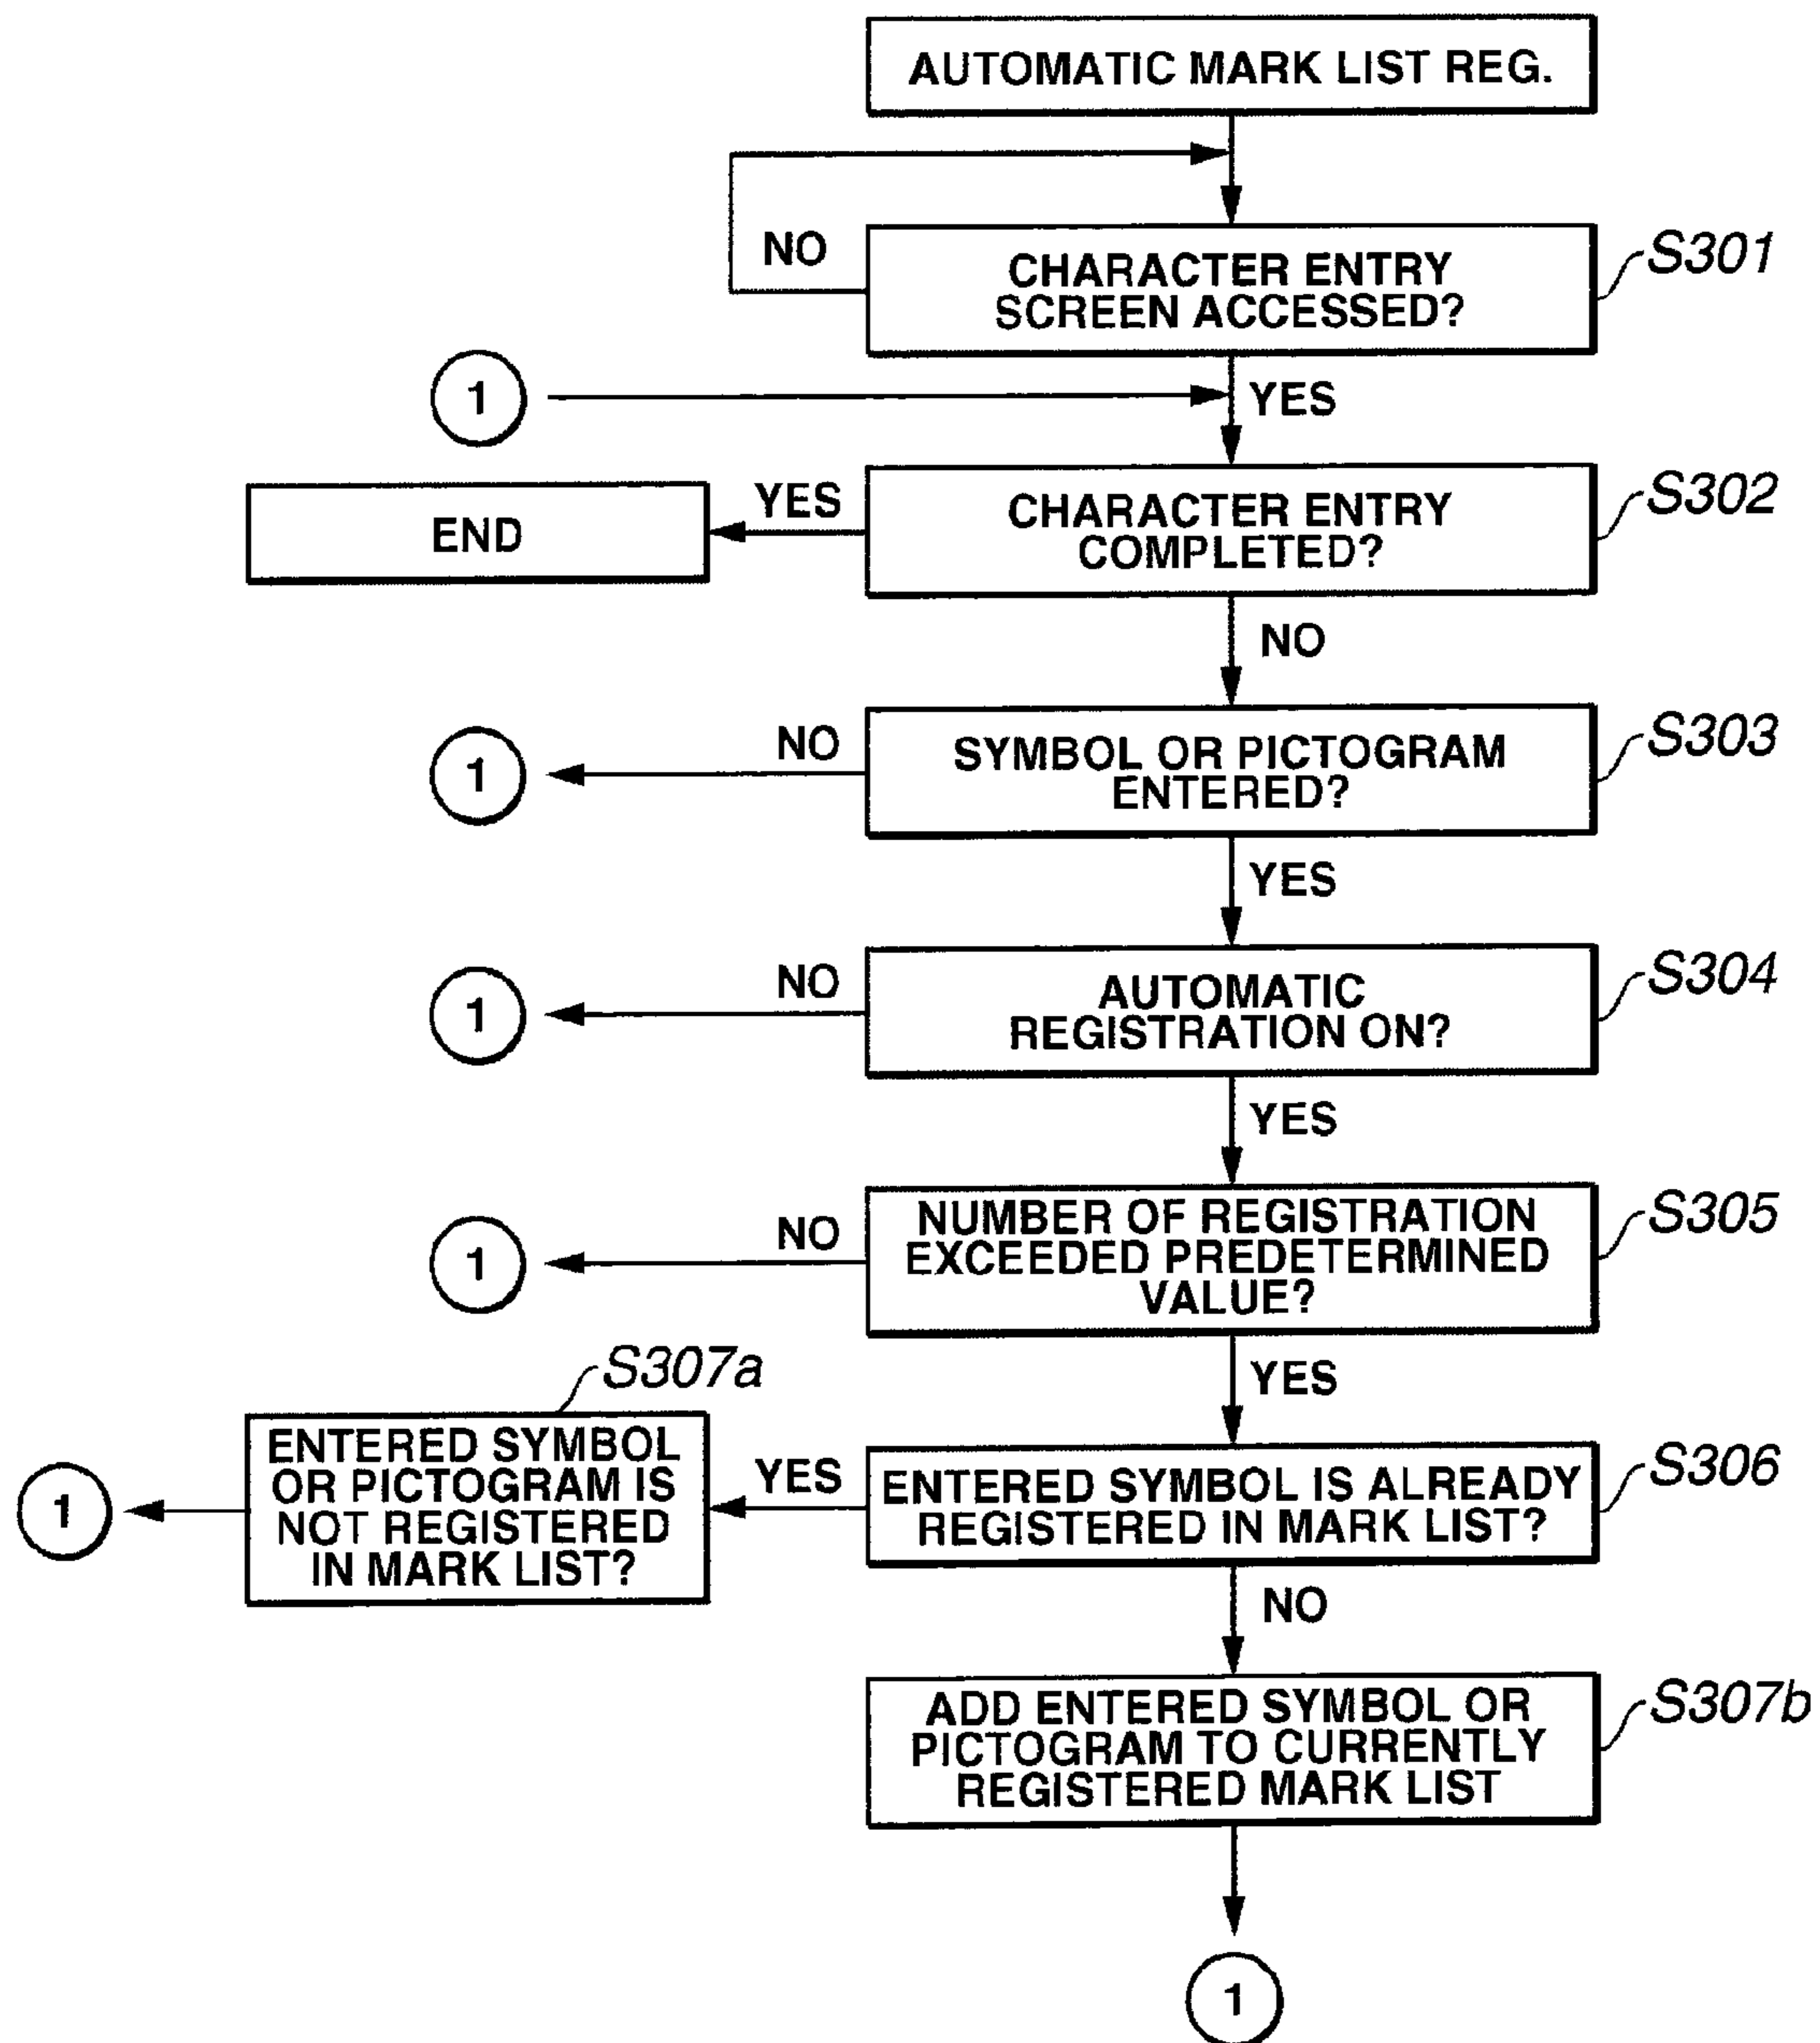 AUTOMATIC MARK LIST REG.
NO
CHARACTER ENTRY
SCREEN ACCESSED?
S301
1
YES
END
YES
CHARACTER ENTRY
COMPLETED?
S302
NO
1
NO
SYMBOL OR PICTOGRAM
ENTERED?
S303
YES
1
NO
AUTOMATIC
REGISTRATION ON?
S304
YES
1
NO
NUMBER OF REGISTRATION
EXCEEDED PREDETERMINED
VALUE?
S305
YES
S307a
1
ENTERED SYMBOL
OR PICTOGRAM IS
NOT REGISTERED
IN MARK LIST?
YES
ENTERED SYMBOL IS ALREADY
REGISTERED IN MARK LIST?
S306
NO
ADD ENTERED SYMBOL OR
PICTOGRAM TO CURRENTLY
REGISTERED MARK LIST
S307b
1